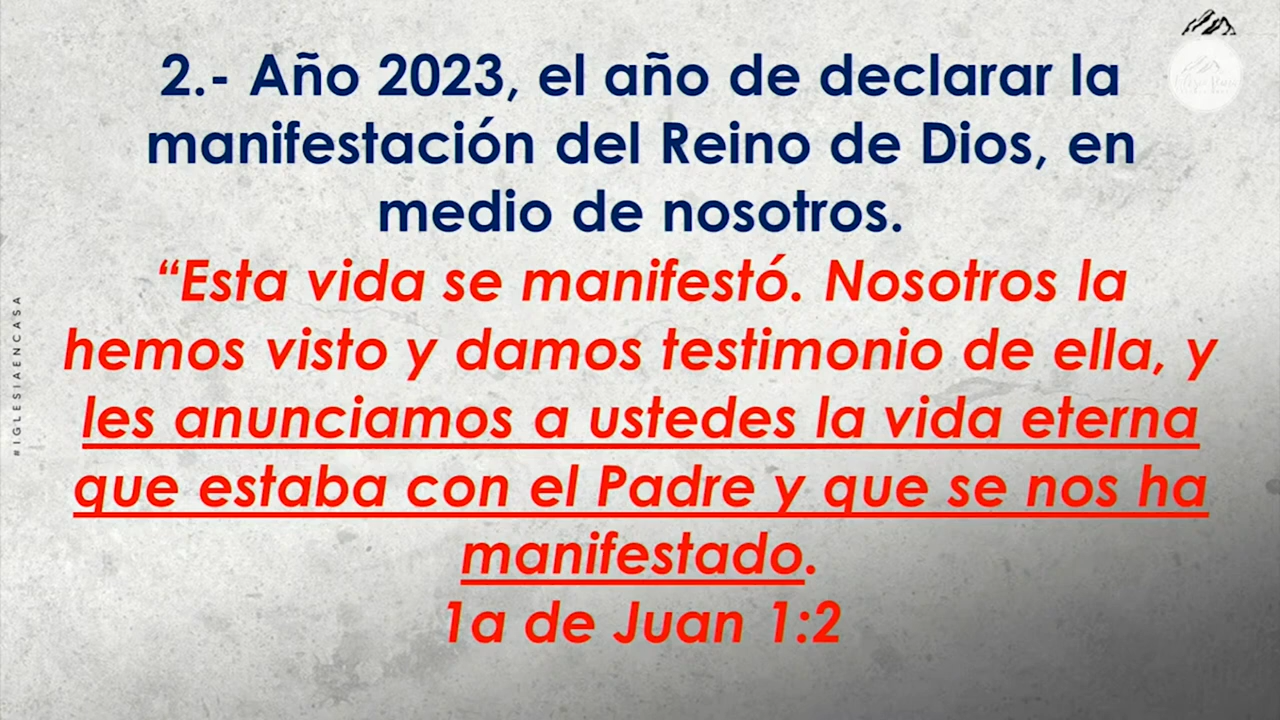 2.- Año 2023, el año de declarar la
manifestación del Reino de Dios, en
medio de nosotros.
“Esta vida se manifestó. Nosotros la
hemos visto y damos testimonio de ella, y
les anunciamos a ustedes la vida eterna
que estaba con el Padre y que se nos ha
manifestado.
1a de Juan 1:2
#IGLESIAENCASA